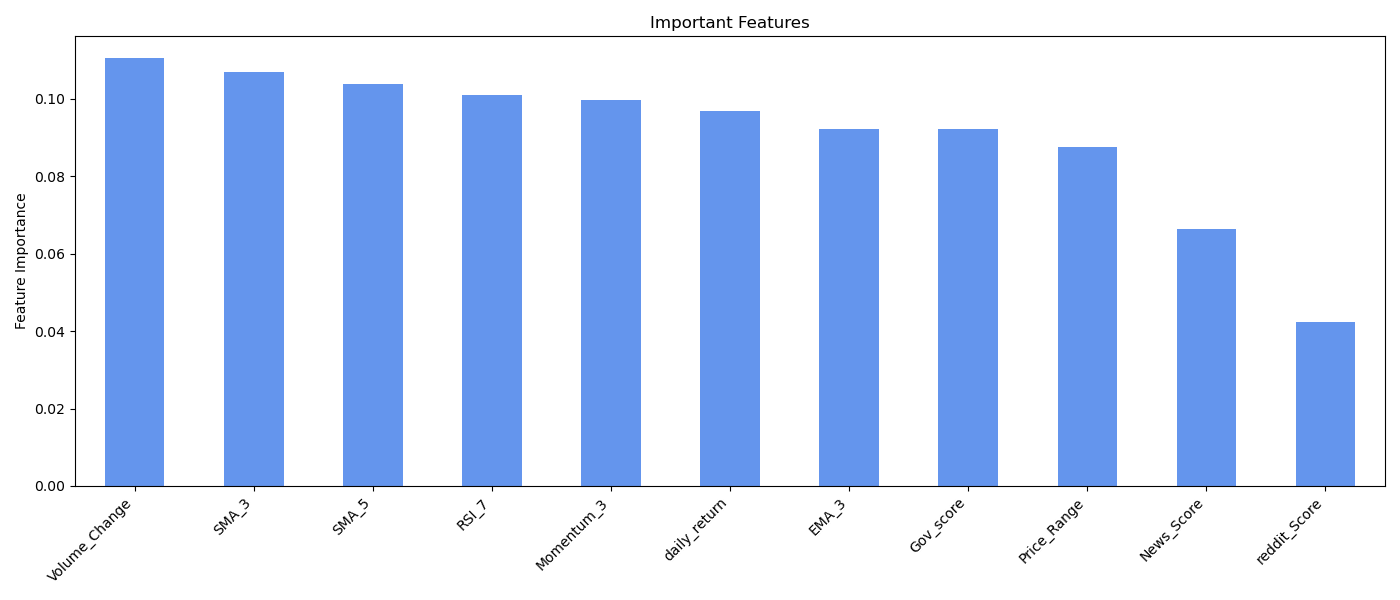 Important Features
Feature Importance
0.10
0.08
0.06
0.04
0.02
0.00
Volume_Change
SMA_3
SMA_5
RSI_7
Momentum_3
daily_return
EMA_3
Gov_score
Price_Range
News_Score
reddit_Score